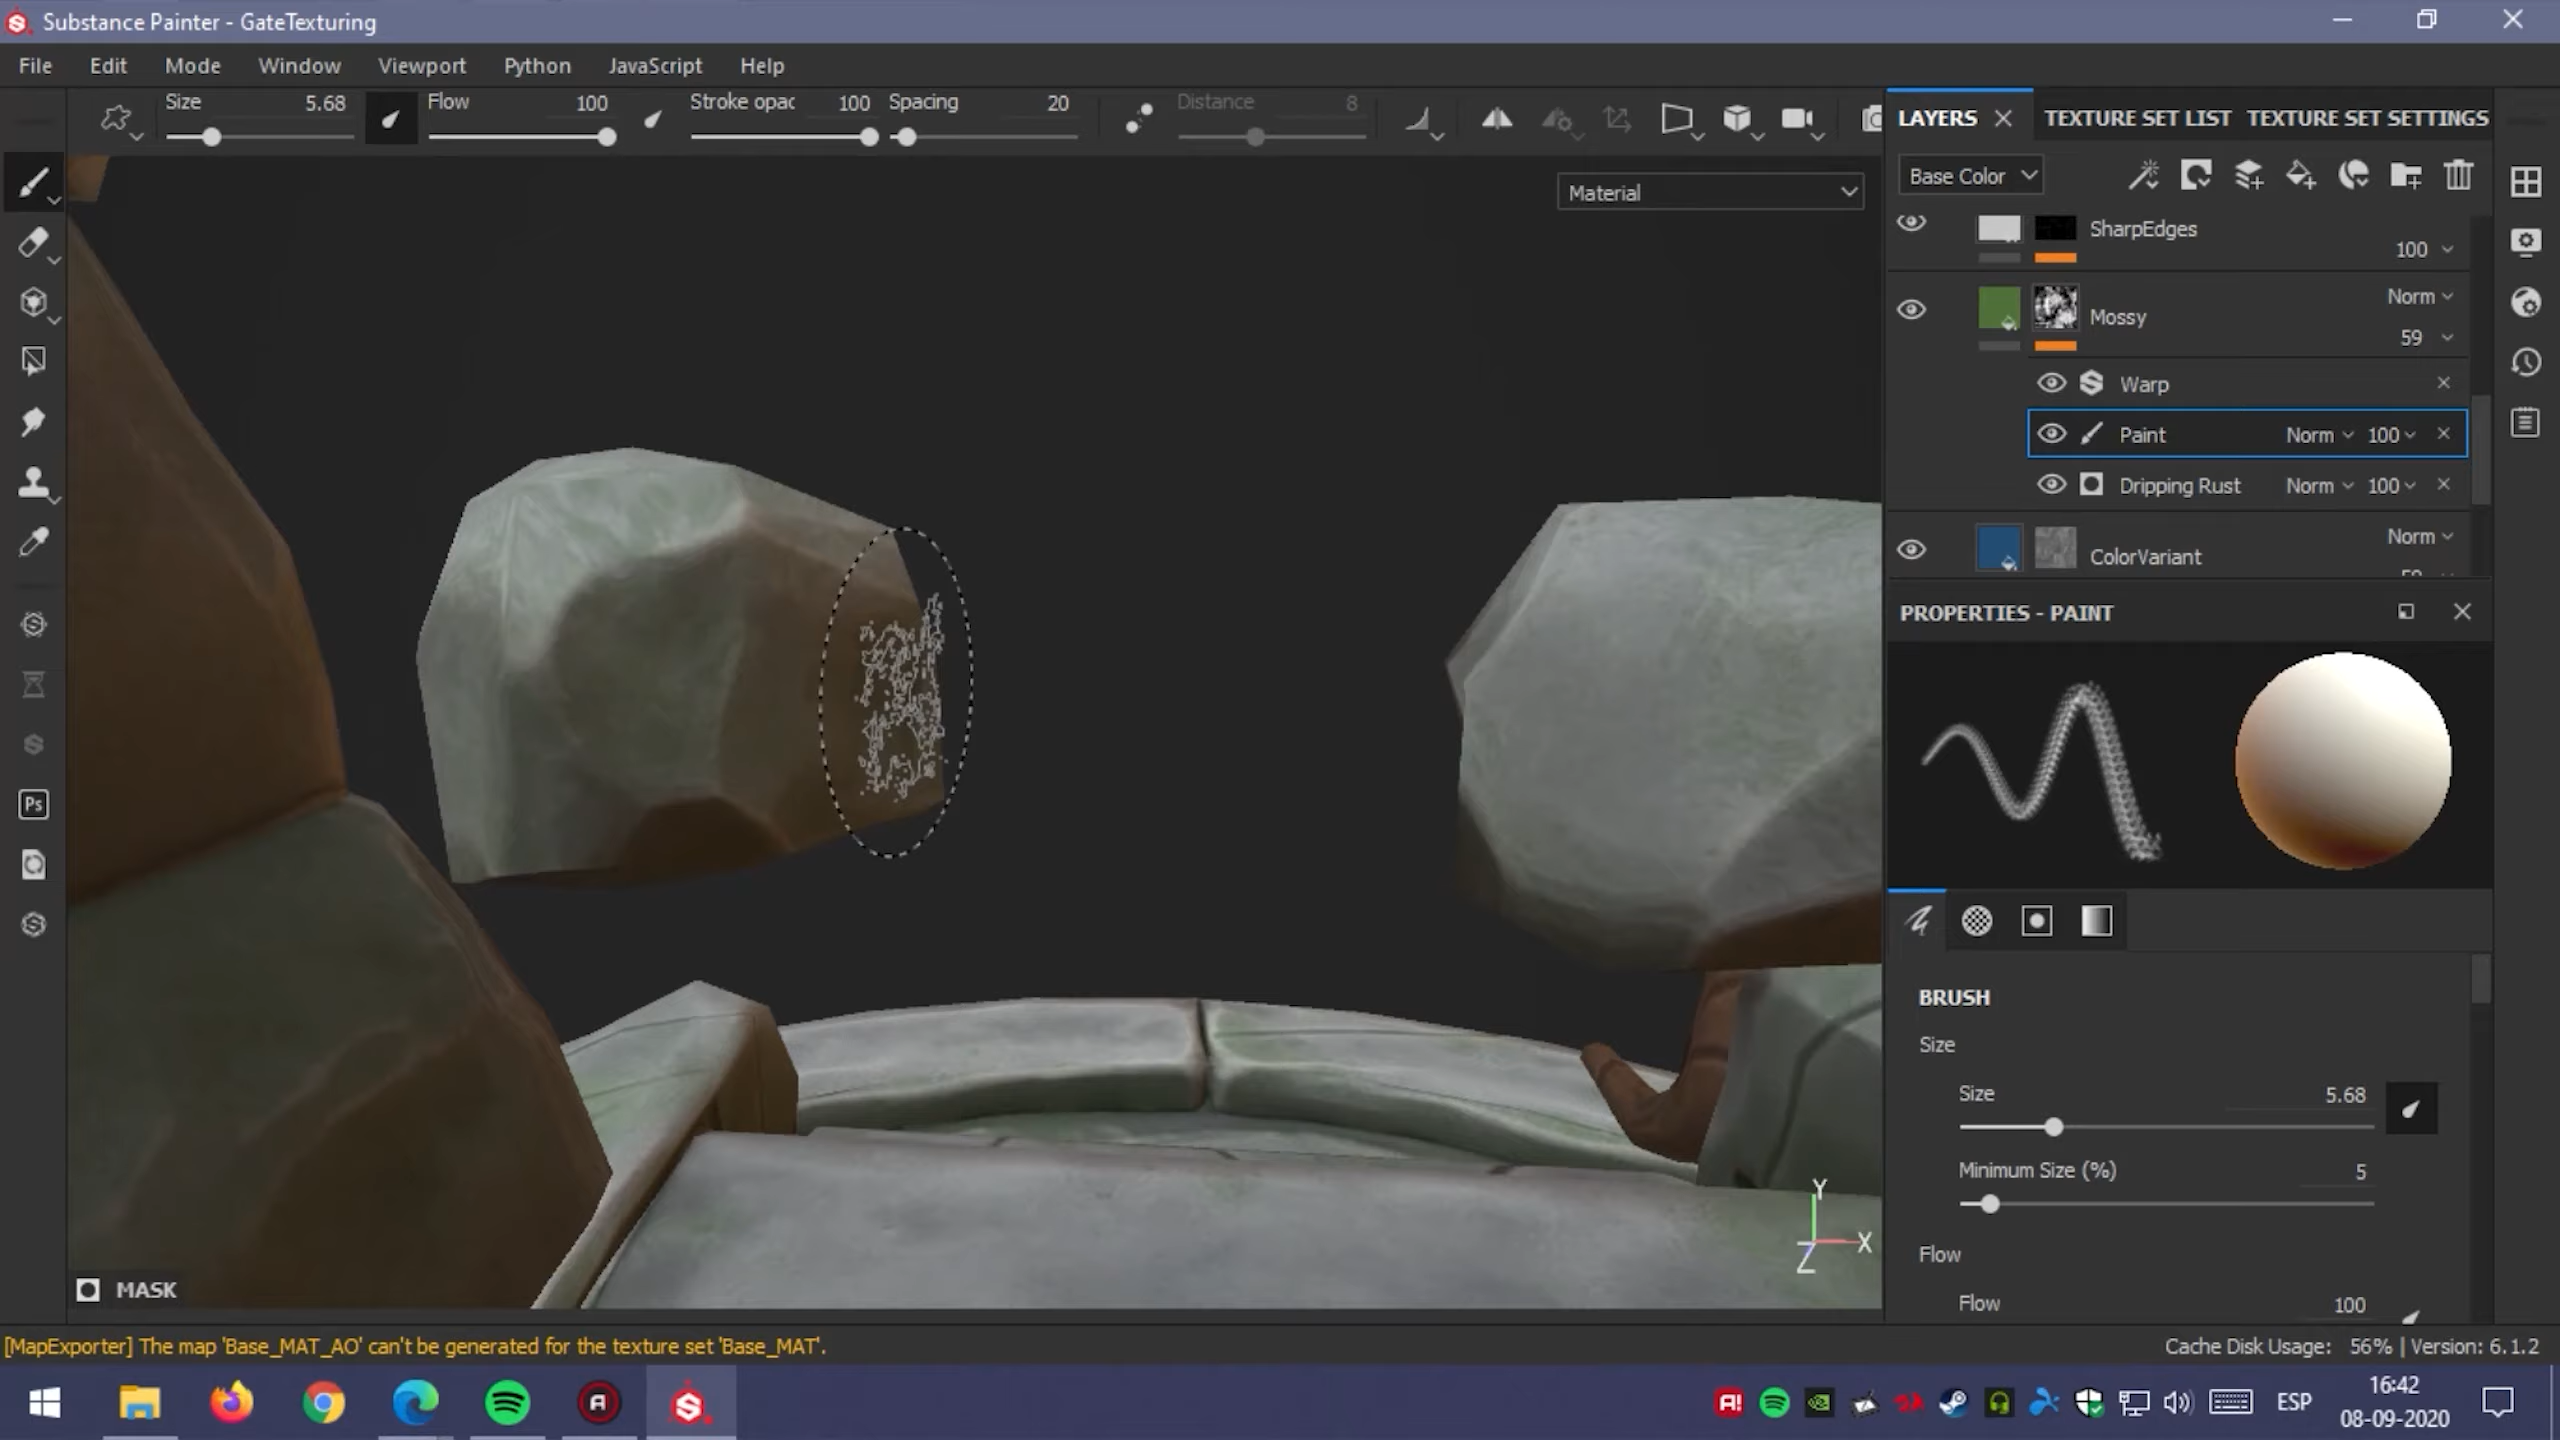 Substance Painter - GateTexturing
File Edit Mode Window Viewport Python JavaScript Help
Size 5.68 Flow 100 Stroke opac 100 Spacing 20 Distance 8
LAYERS TEXTURE SET LIST TEXTURE SET SETTINGS
Base Color
Material
SharpEdges
100
Norm
Mossy
59
Warp
Paint Norm 100
Dripping Rust Norm 100
Norm
ColorVariant
PROPERTIES - PAINT
Ps
BRUSH
Size
Size 5.68
Minimum Size (%) 5
Flow
Flow 100
Y
X
Z
MASK
[MapExporter] The map 'Base_MAT_AO' can't be generated for the texture set 'Base_MAT'.
Cache Disk Usage: 56% | Version: 6.1.2
ESP
16:42
08-09-2020